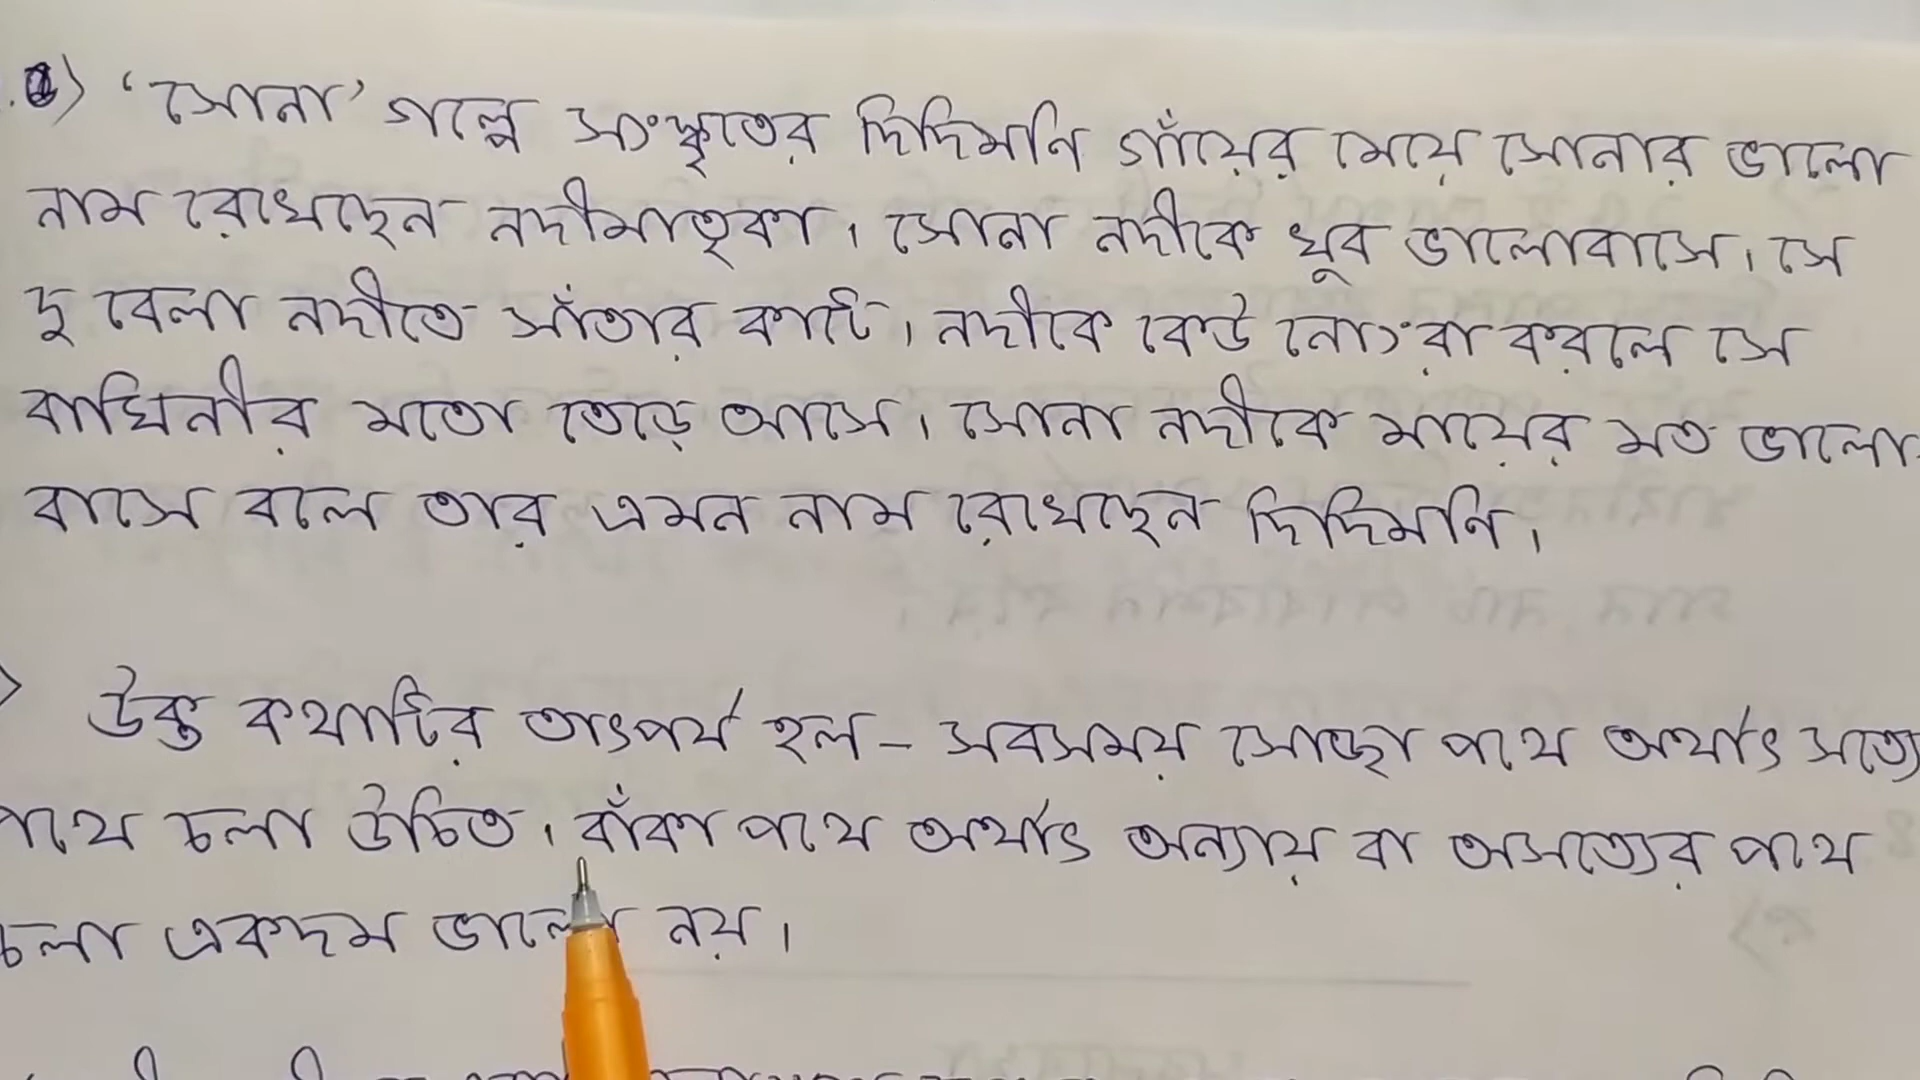 ১) ‘সোনা’ গল্পে সংস্কৃতের দিদিমনি গাঁয়ের মেয়ে সোনার ভালো
নাম রেখেছেন নদীমাতৃকা। সোনা নদীকে খুব ভালোবাসে। সে
দু বেলা নদীতে সাঁতার কাটে। নদীকে কেউ নোংরা করলে সে
বাঘিনীর মতো তেড়ে আসে। সোনা নদীকে মায়ের মত ভালো
বাসে বলে তার এমন নাম রেখেছেন দিদিমনি।
উক্ত কথাটির তাৎপর্য হল - সবসময় সোজা পথে অর্থাৎ সত্যে
পথে চলা উচিত। বাঁকা পথে অর্থাৎ অন্যায় বা অসত্যের পথে
চলা একদম ভালো নয়।